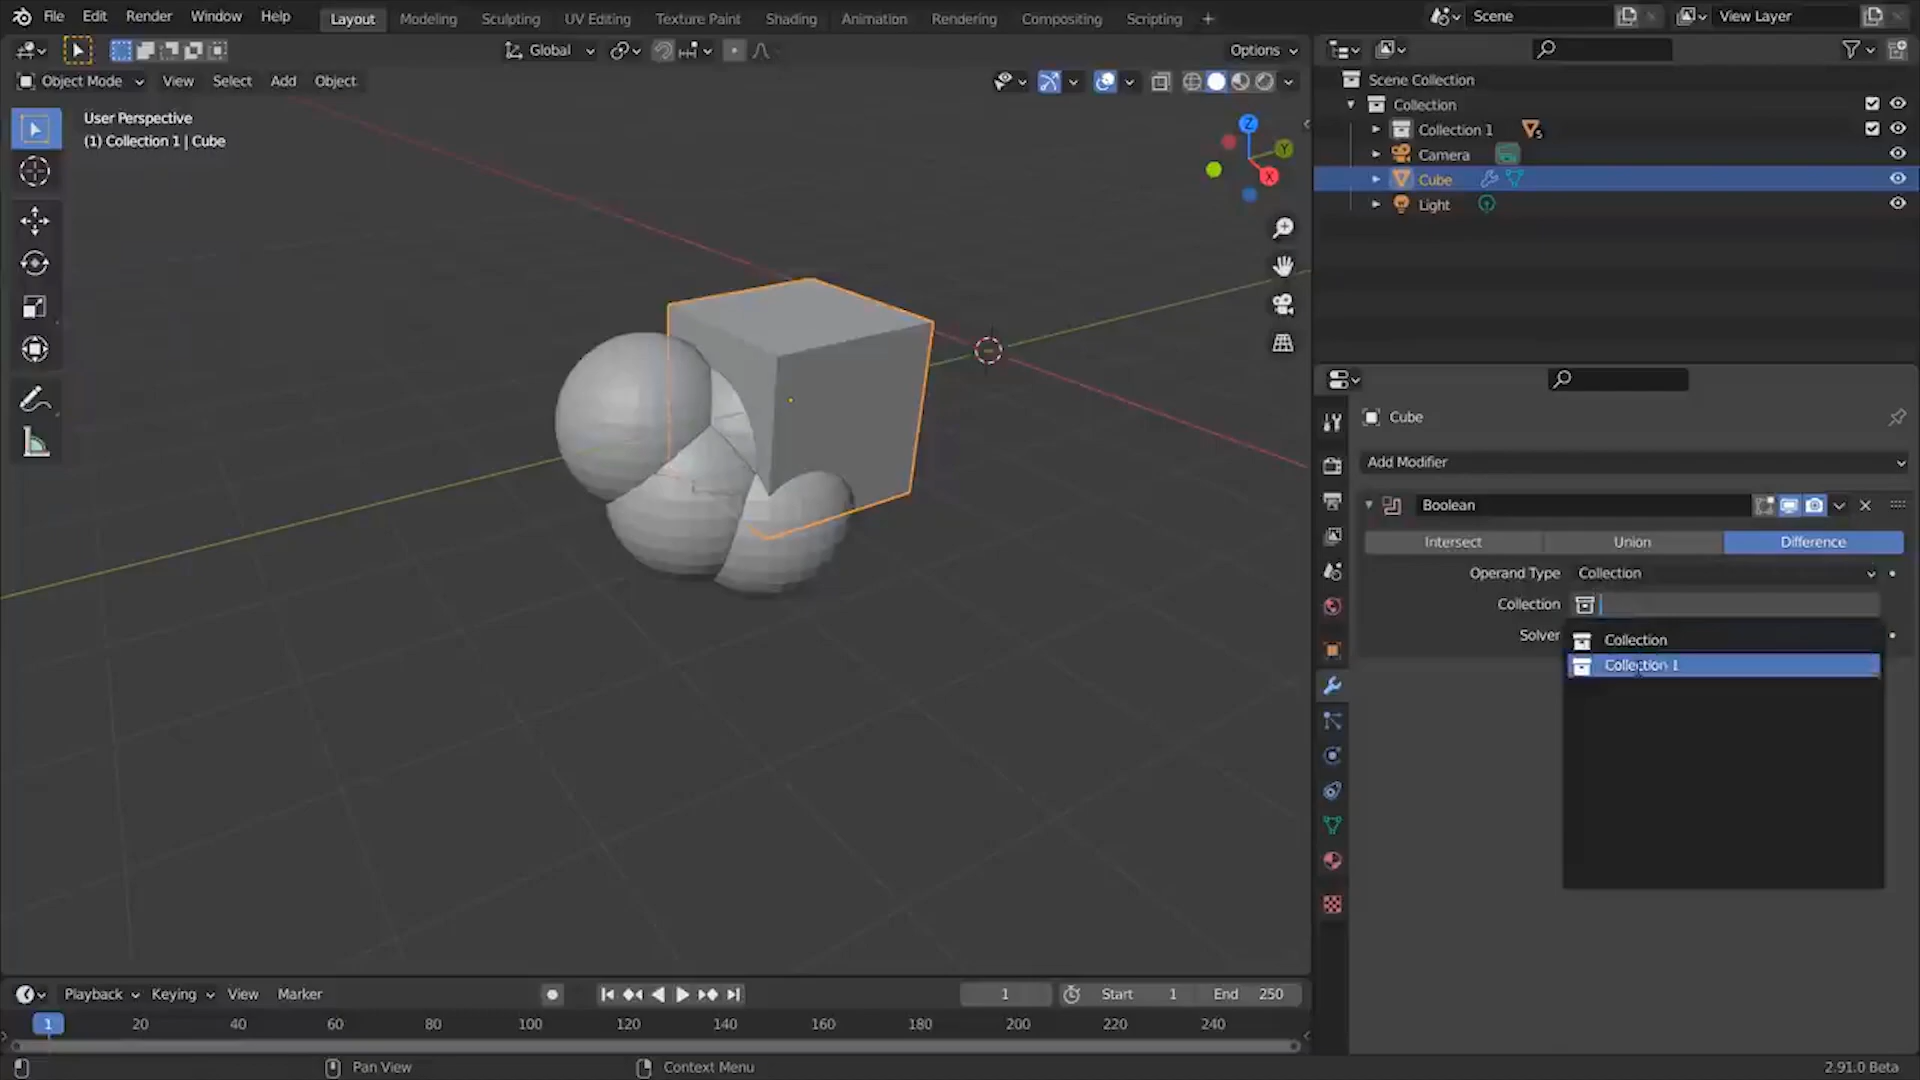 File Edit Render Window Help Layout Modeling Sculpting UV Editing Texture Paint Shading Animation Rendering Compositing Scripting + Scene View Layer
Global Options
Object Mode View Select Add Object
User Perspective
(1) Collection 1 | Cube
Z
Y
X
Scene Collection
Collection
Collection 1 5
Camera
Cube
Light
Cube
Add Modifier
Boolean
Intersect Union Difference
Operand Type Collection
Collection
Solver
Collection
Collection 1
Playback Keying View Marker 1 Start 1 End 250
1 20 40 60 80 100 120 140 160 180 200 220 240
Pan View Context Menu 2.91.0 Beta